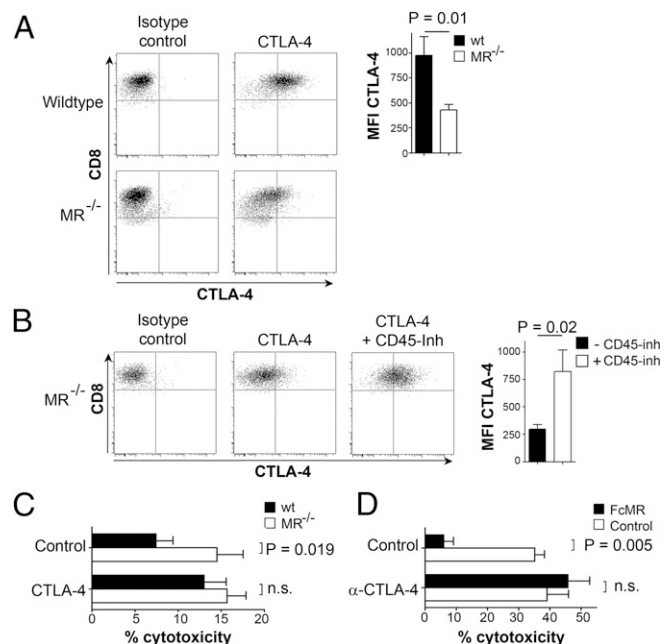 A
Isotype
control
CTLA-4
Wildtype
MR-/-
CD8
CTLA-4
P = 0.01
wt
MR-/-
MFI CTLA-4
1000
750
500
250
0
B
Isotype
control
CTLA-4
CTLA-4
+ CD45-Inh
MR-/-
CD8
CTLA-4
P = 0.02
- CD45-inh
+ CD45-inh
MFI CTLA-4
1000
750
500
250
0
C
wt
MR-/-
Control
P = 0.019
CTLA-4
n.s.
0 5 10 15 20
% cytotoxicity
D
FcMR
Control
Control
P = 0.005
α-CTLA-4
n.s.
0 10 20 30 40 50
% cytotoxicity